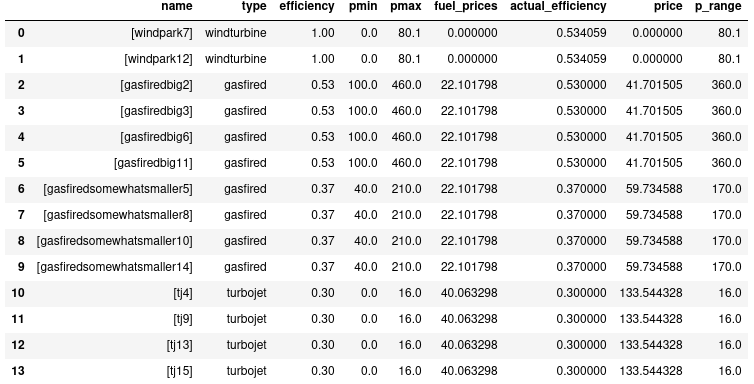 name type efficiency pmin pmax fuel_prices actual_efficiency price p_range
0 [windpark7] windturbine 1.00 0.0 80.1 0.000000 0.534059 0.000000 80.1
1 [windpark12] windturbine 1.00 0.0 80.1 0.000000 0.534059 0.000000 80.1
2 [gasfiredbig2] gasfired 0.53 100.0 460.0 22.101798 0.530000 41.701505 360.0
3 [gasfiredbig3] gasfired 0.53 100.0 460.0 22.101798 0.530000 41.701505 360.0
4 [gasfiredbig6] gasfired 0.53 100.0 460.0 22.101798 0.530000 41.701505 360.0
5 [gasfiredbig11] gasfired 0.53 100.0 460.0 22.101798 0.530000 41.701505 360.0
6 [gasfiredsomewhatsmaller5] gasfired 0.37 40.0 210.0 22.101798 0.370000 59.734588 170.0
7 [gasfiredsomewhatsmaller8] gasfired 0.37 40.0 210.0 22.101798 0.370000 59.734588 170.0
8 [gasfiredsomewhatsmaller10] gasfired 0.37 40.0 210.0 22.101798 0.370000 59.734588 170.0
9 [gasfiredsomewhatsmaller14] gasfired 0.37 40.0 210.0 22.101798 0.370000 59.734588 170.0
10 [tj4] turbojet 0.30 0.0 16.0 40.063298 0.300000 133.544328 16.0
11 [tj9] turbojet 0.30 0.0 16.0 40.063298 0.300000 133.544328 16.0
12 [tj13] turbojet 0.30 0.0 16.0 40.063298 0.300000 133.544328 16.0
13 [tj15] turbojet 0.30 0.0 16.0 40.063298 0.300000 133.544328 16.0